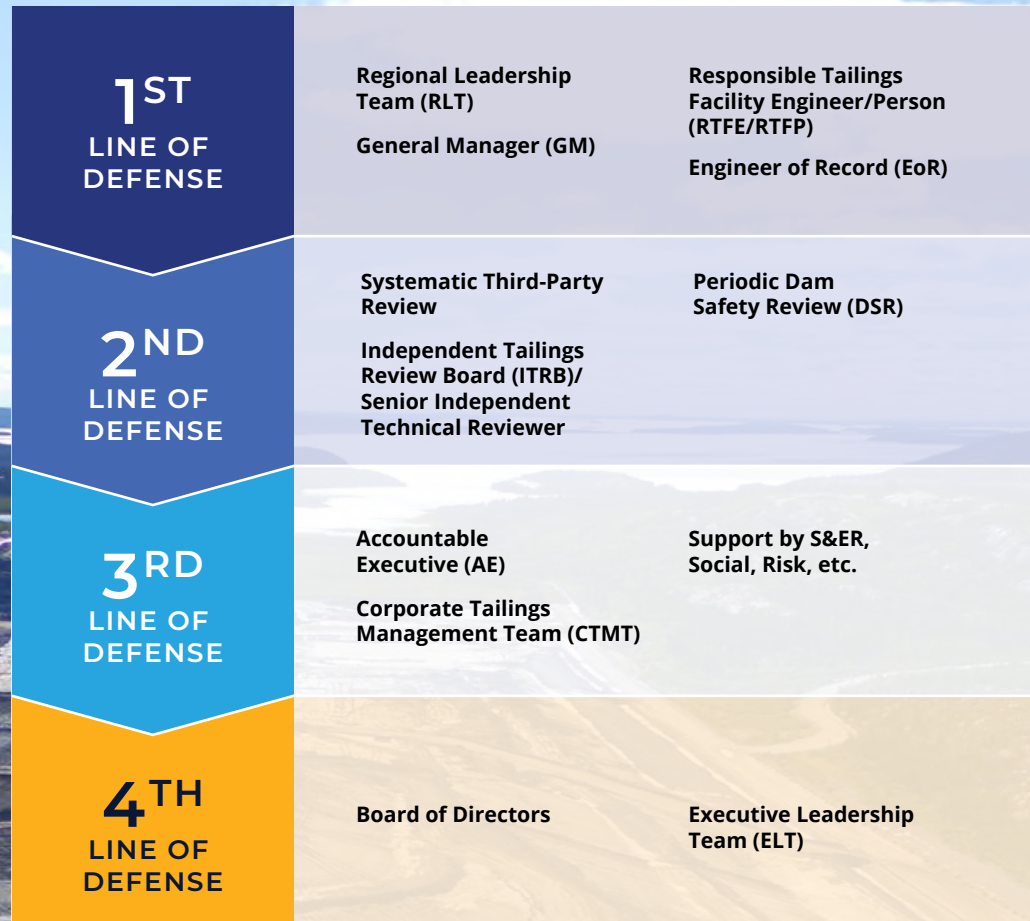 1ST
LINE OF
DEFENSE
Regional Leadership
Team (RLT)
General Manager (GM)
Responsible Tailings
Facility Engineer/Person
(RTFE/RTFP)
Engineer of Record (EoR)
2ND
LINE OF
DEFENSE
Systematic Third-Party
Review
Independent Tailings
Review Board (ITRB)/
Senior Independent
Technical Reviewer
Periodic Dam
Safety Review (DSR)
3RD
LINE OF
DEFENSE
Accountable
Executive (AE)
Corporate Tailings
Management Team (CTMT)
Support by S&ER,
Social, Risk, etc.
4TH
LINE OF
DEFENSE
Board of Directors
Executive Leadership
Team (ELT)